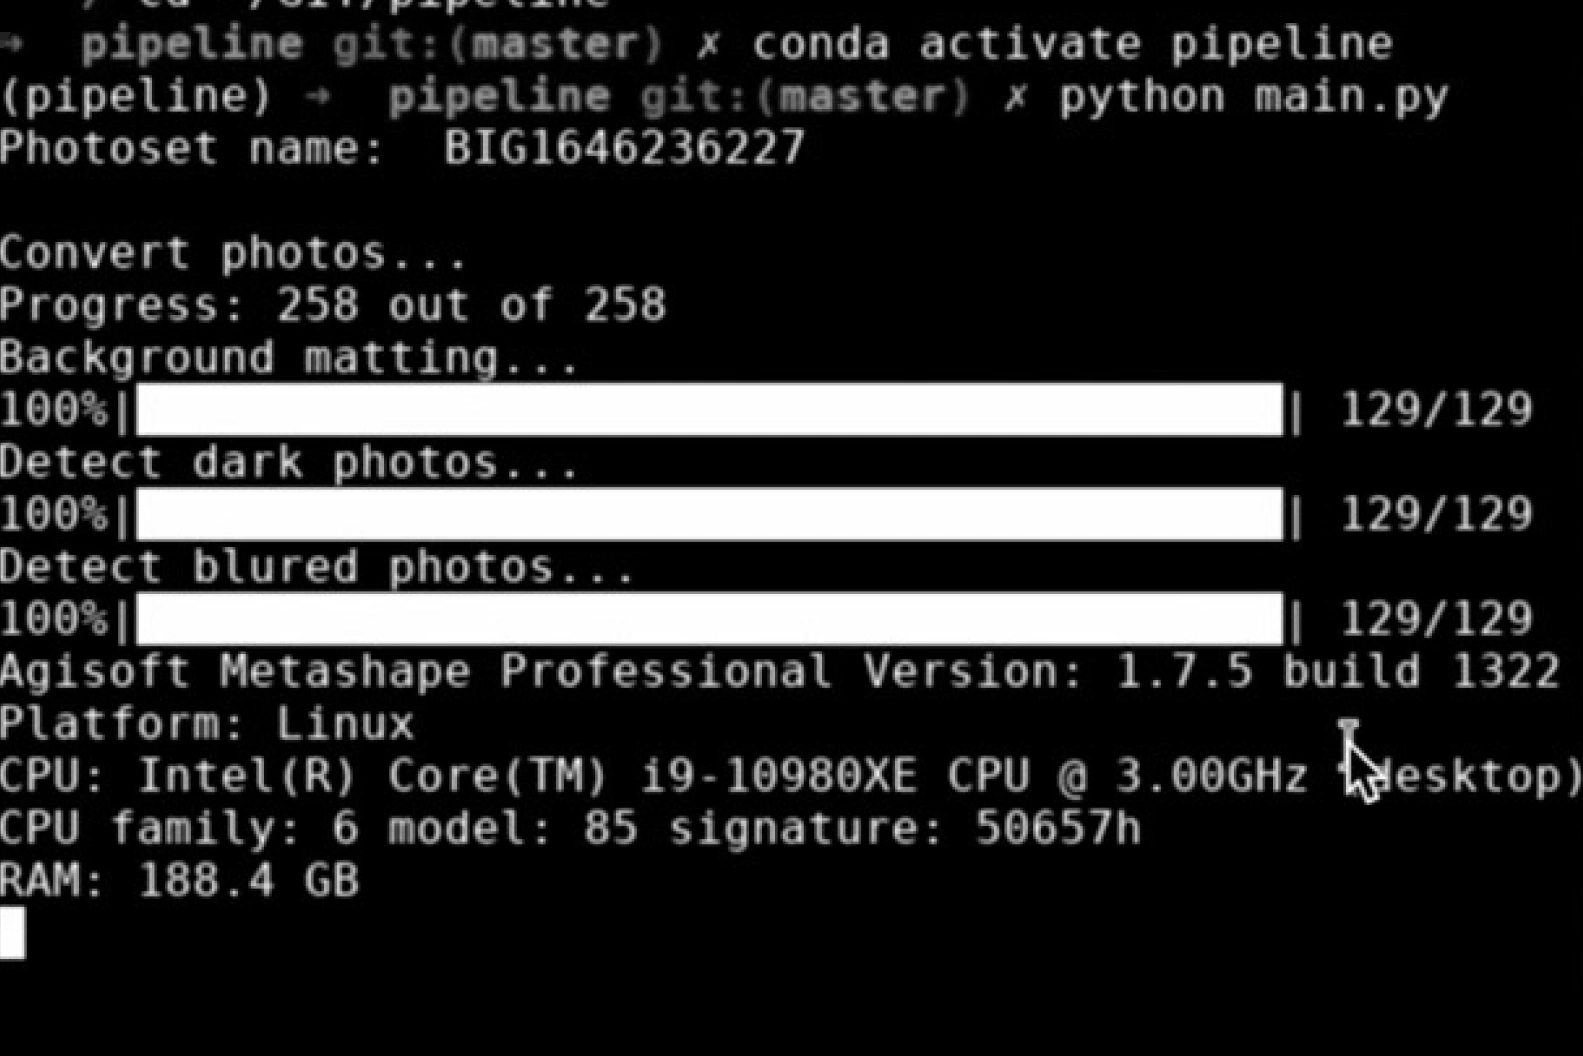 cd ~/GIT/pipeline
→ pipeline git:(master) ✗ conda activate pipeline
(pipeline) → pipeline git:(master) ✗ python main.py
Photoset name: BIG1646236227
Convert photos...
Progress: 258 out of 258
Background matting...
100%| | 129/129
Detect dark photos...
100%| | 129/129
Detect blured photos...
100%| | 129/129
Agisoft Metashape Professional Version: 1.7.5 build 1322
Platform: Linux
CPU: Intel(R) Core(TM) i9-10980XE CPU @ 3.00GHz (desktop)
CPU family: 6 model: 85 signature: 50657h
RAM: 188.4 GB